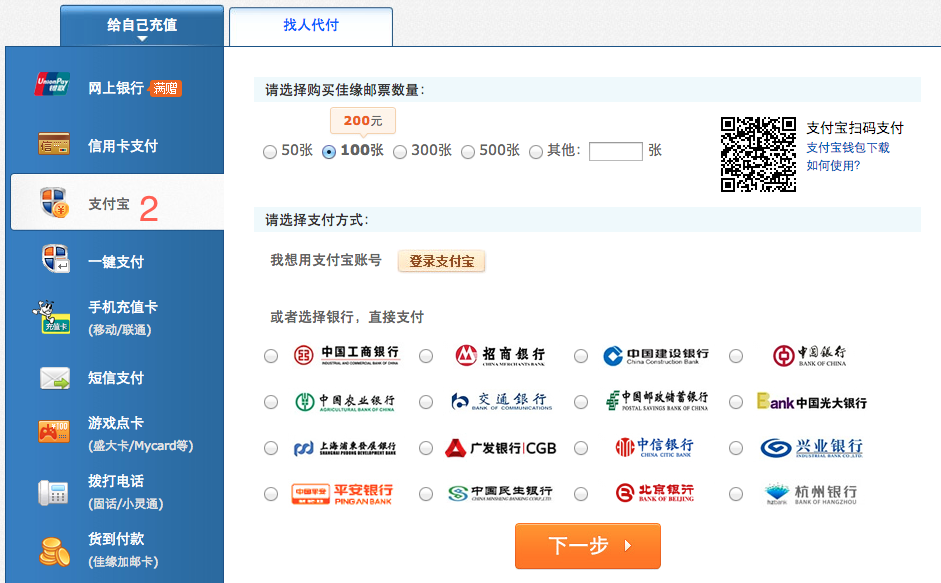 给自己充值
找人代付
UnionPay
银联
网上银行 满赠
信用卡支付
支付宝 2
一键支付
充值卡
手机充值卡
(移动/联通)
短信支付
¥100
游戏点卡
(盛大卡/Mycard等)
拨打电话
(固话/小灵通)
货到付款
(佳缘加邮卡)
请选择购买佳缘邮票数量:
200元
50张 100张 300张 500张 其他: 张
支付宝扫码支付
支付宝钱包下载
如何使用?
请选择支付方式:
我想用支付宝账号 登录支付宝
或者选择银行，直接支付
中国工商银行
INDUSTRIAL AND COMMERCIAL BANK OF CHINA
招商银行
CHINA MERCHANTS BANK
中国建设银行
China Construction Bank
中国银行
BANK OF CHINA
中国农业银行
AGRICULTURAL BANK OF CHINA
交通银行
BANK OF COMMUNICATIONS
中国邮政储蓄银行
POSTAL SAVINGS BANK OF CHINA
Bank 中国光大银行
上海浦东发展银行
SHANGHAI PUDONG DEVELOPMENT BANK
广发银行|CGB
中信银行
CHINA CITIC BANK
兴业银行
INDUSTRIAL BANK CO.,LTD.
中国平安 平安银行
PINGAN BANK
中国民生银行
CHINA MINSHENG BANKING CORP.,LTD
北京银行
BANK OF BEIJING
杭州银行
BANK OF HANGZHOU
下一步